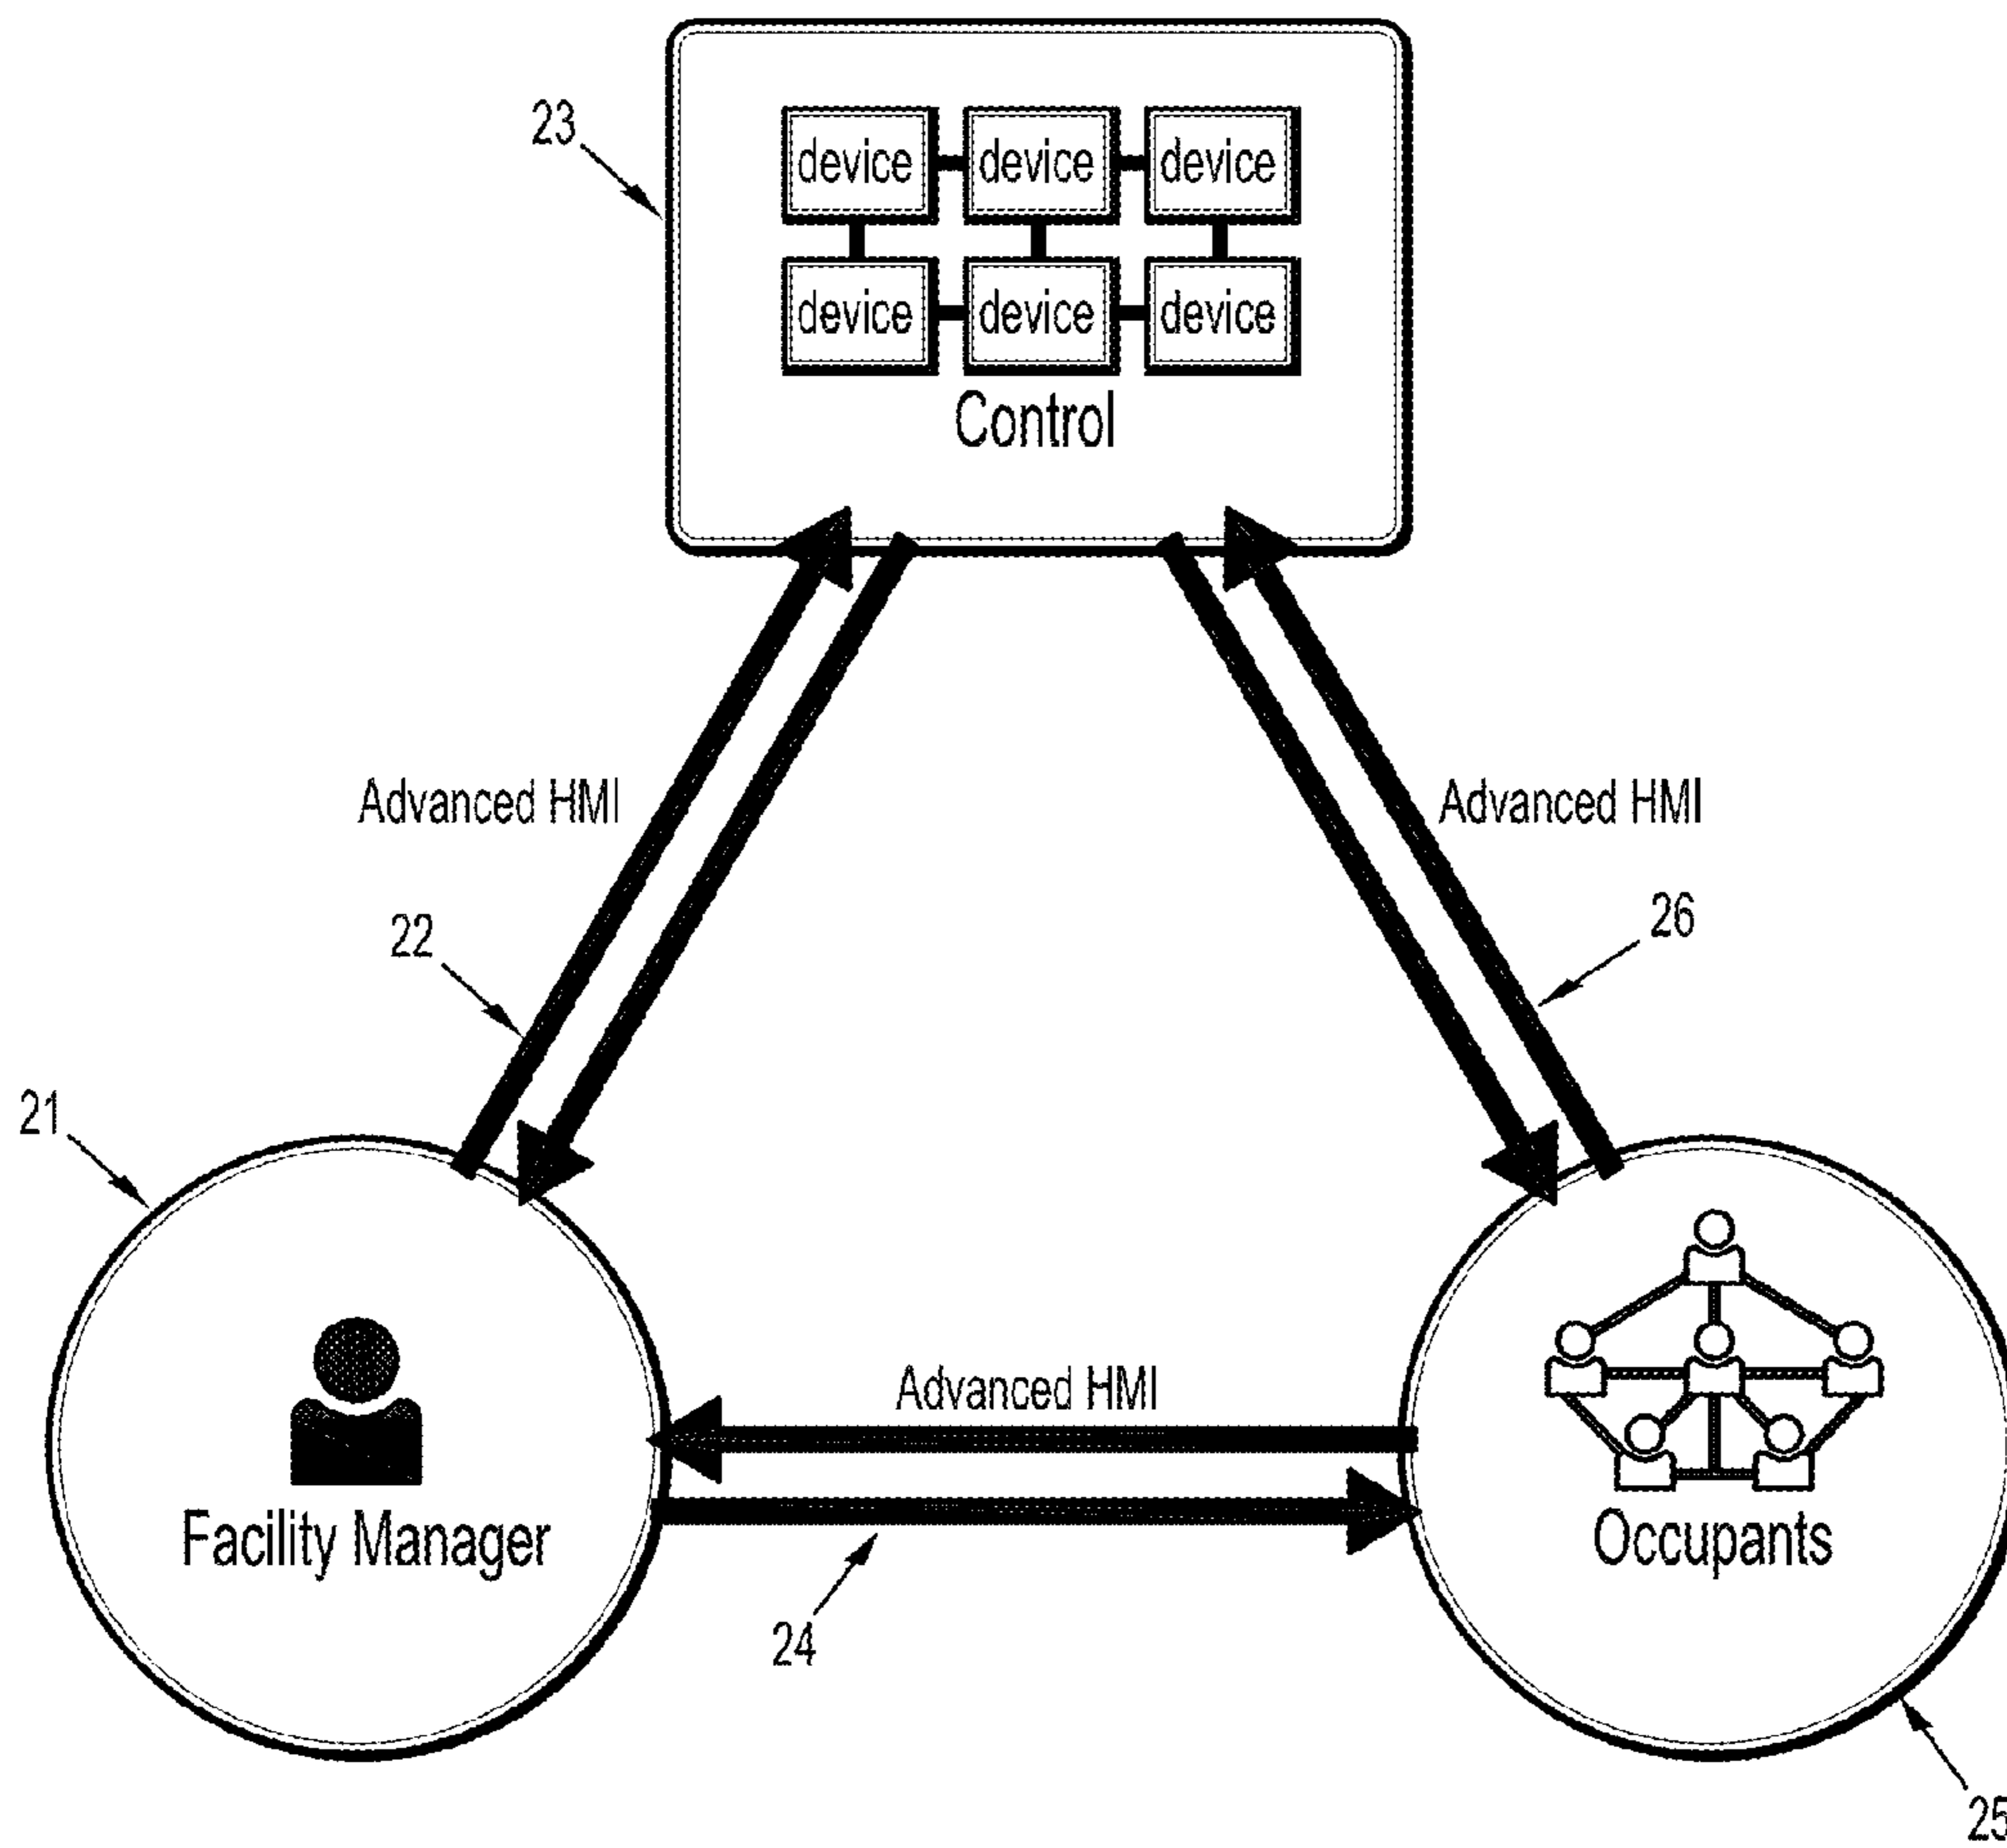 23
device device device
device device device
Control
Advanced HMI
Advanced HMI
22
26
21
Advanced HMI
Facility Manager
Occupants
24
25